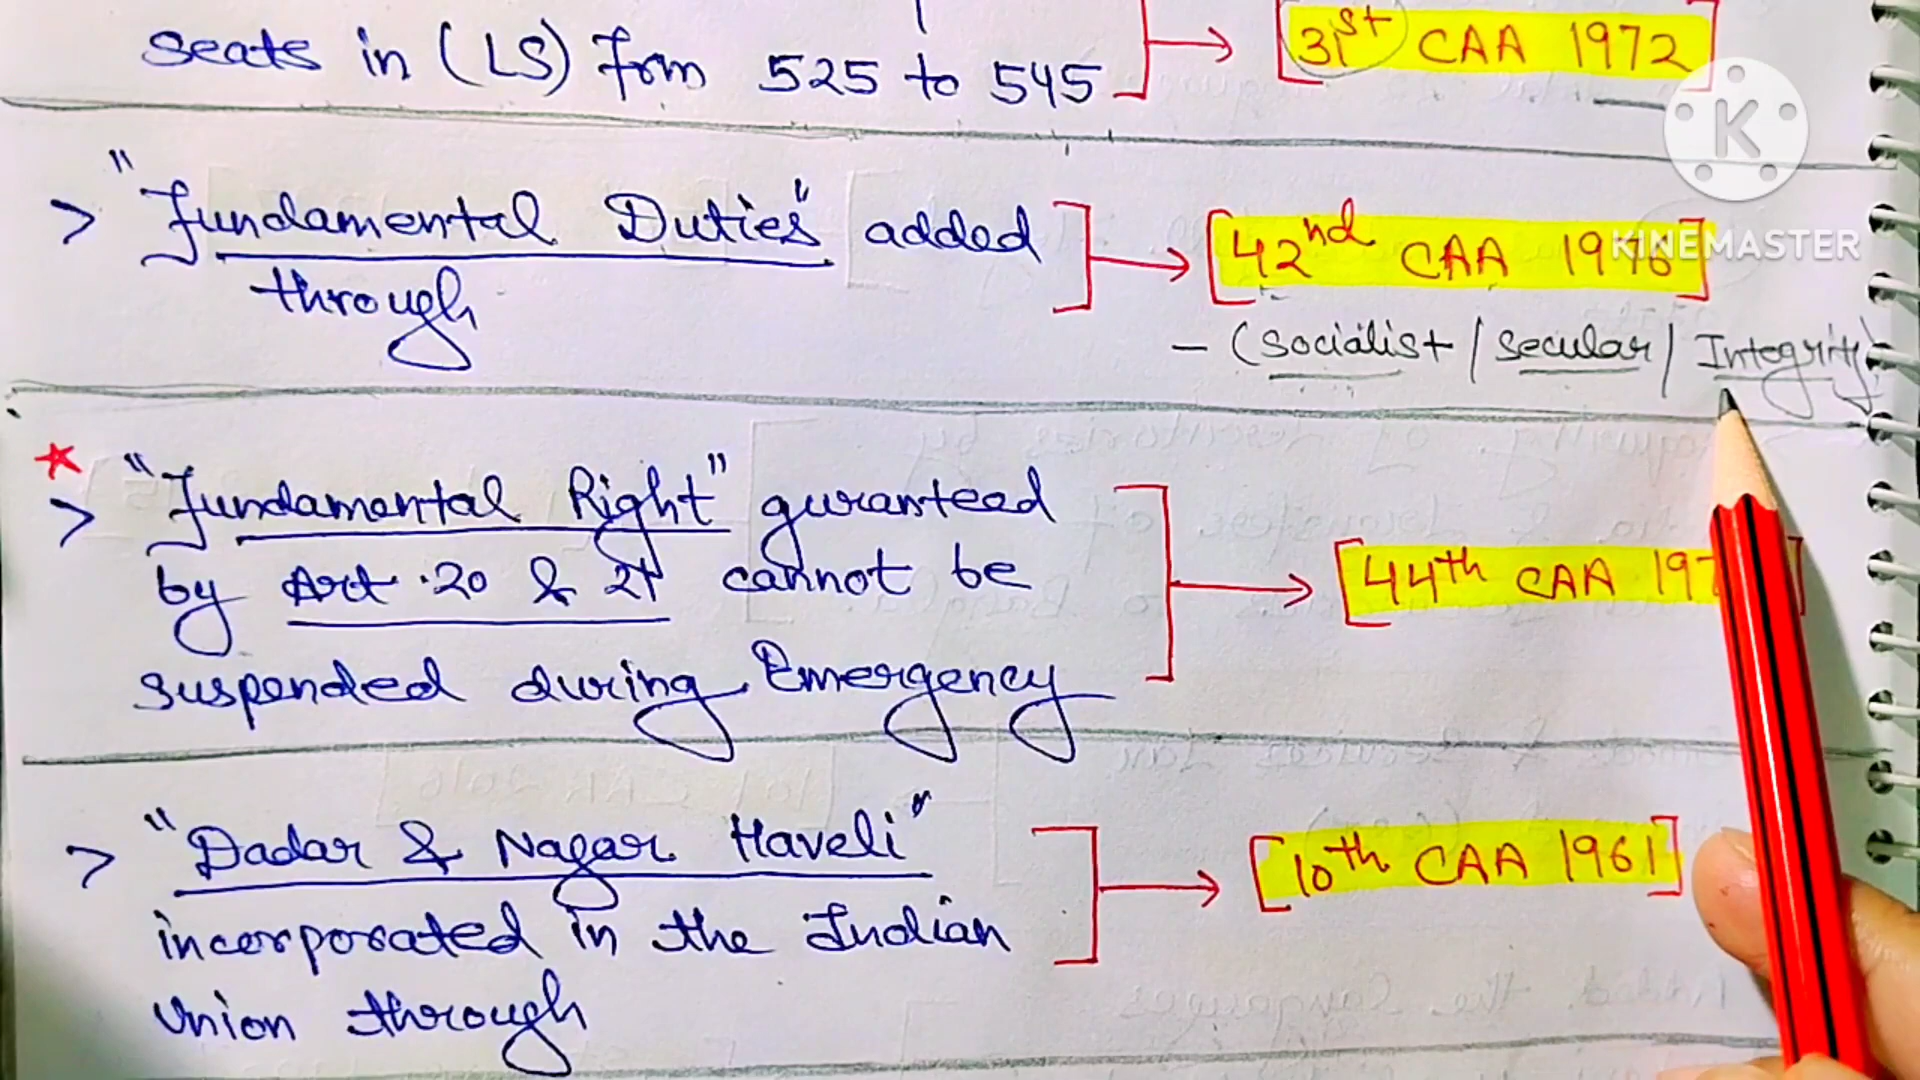 seats in (LS) from 525 to 545
[31st CAA 1972]
K
KINEMASTER
> "Fundamental Duties" added
through
[42nd CAA 1976]
- (Socialist / Secular / Integrity)
> "Fundamental Right" guranteed
by Art. 20 & 21 cannot be
suspended during Emergency
[44th CAA 197
> "Dadar & Nagar Haveli"
incorporated in the Indian
Union through
[10th CAA 1961]